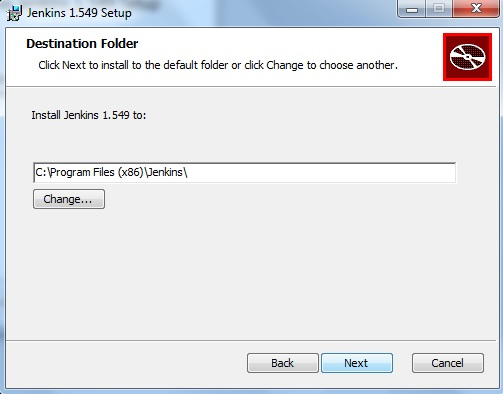 Jenkins 1.549 Setup
Destination Folder
Click Next to install to the default folder or click Change to choose another.
Install Jenkins 1.549 to:
C:\Program Files (x86)\Jenkins\
Change...
Back
Next
Cancel